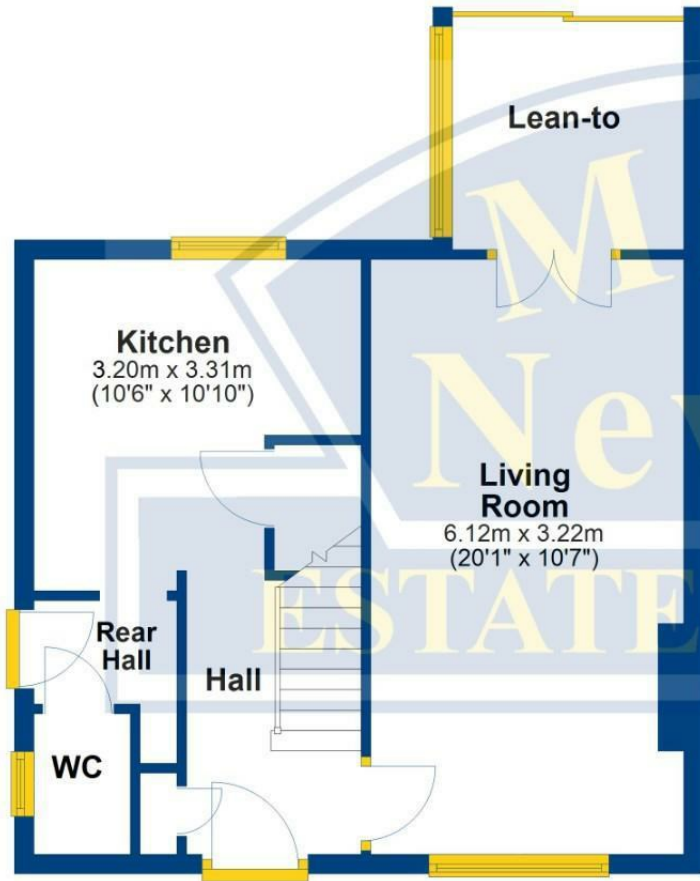 Lean-to
M
Kitchen
3.20m x 3.31m
(10'6" x 10'10")
Living
Room
6.12m x 3.22m
(20'1" x 10'7")
ESTATE
Rear
Hall
Hall
WC